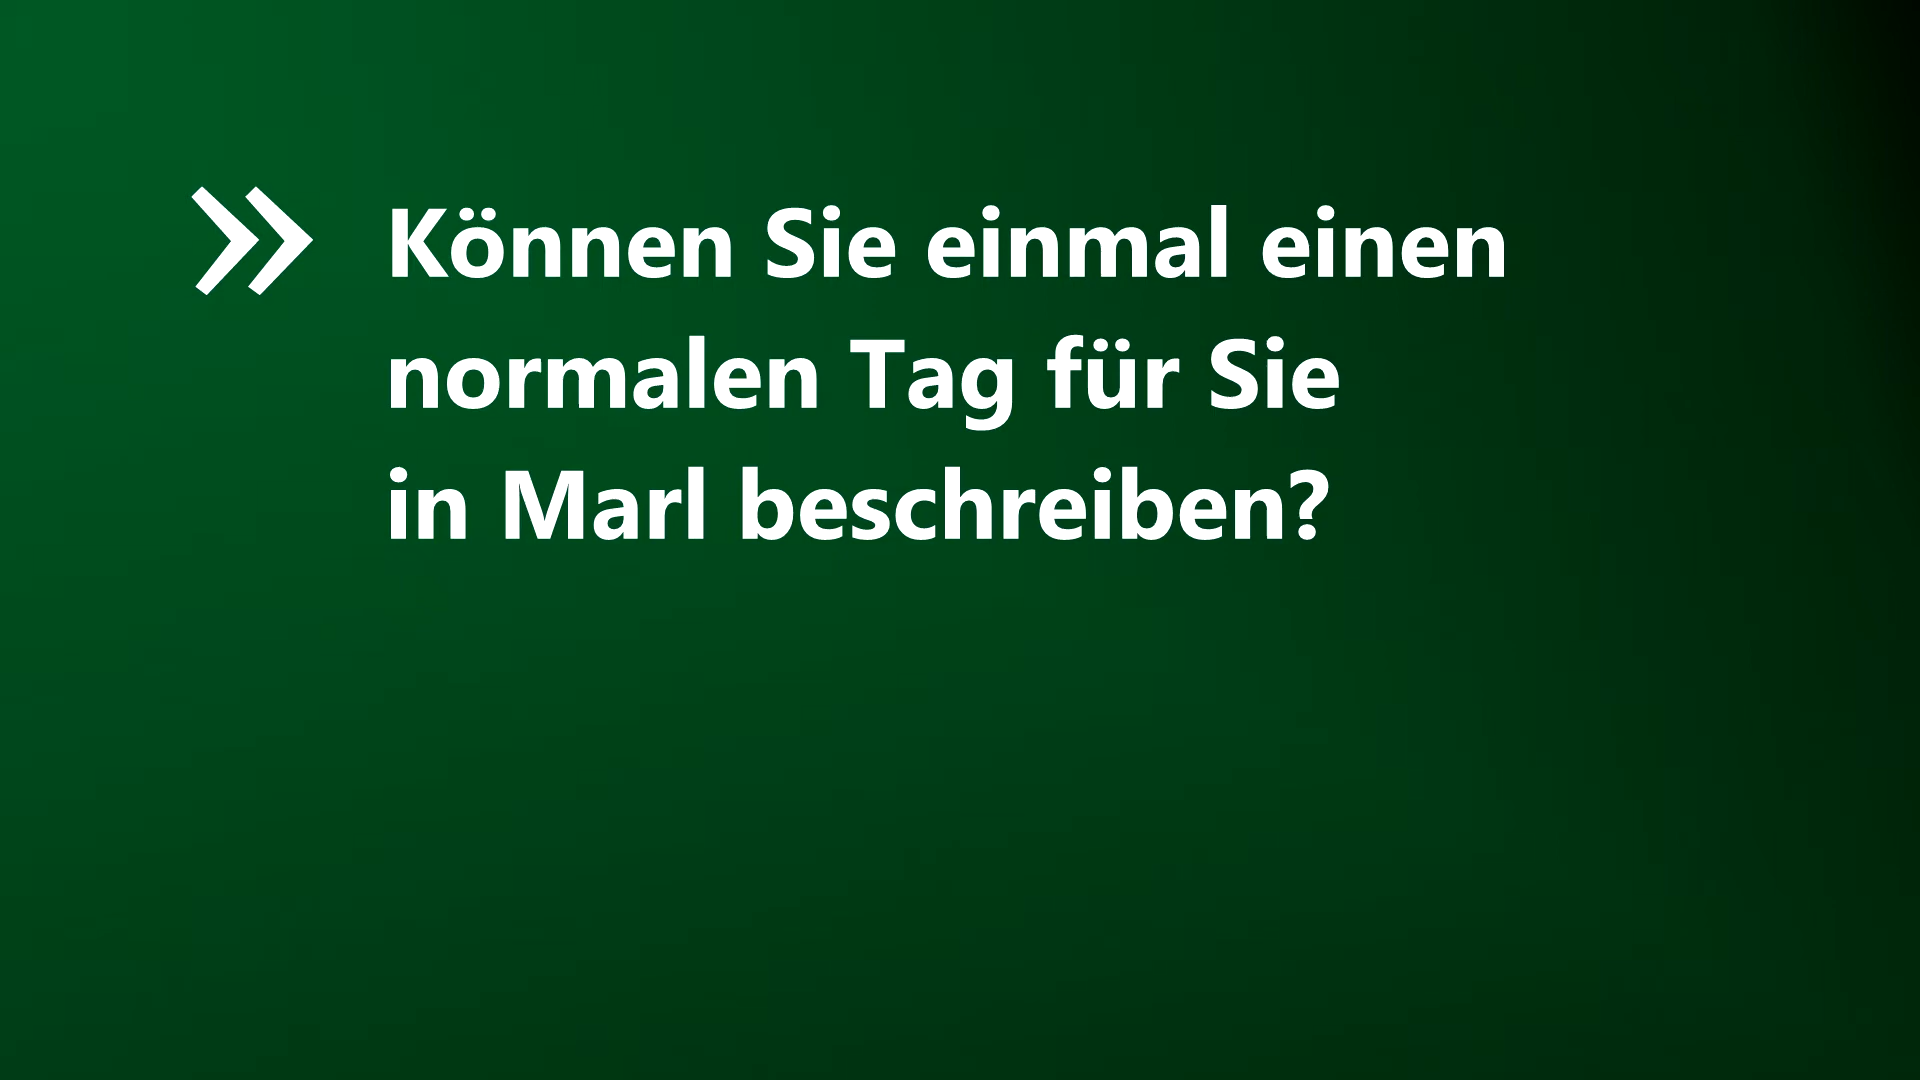 » Können Sie einmal einen
normalen Tag für Sie
in Marl beschreiben?